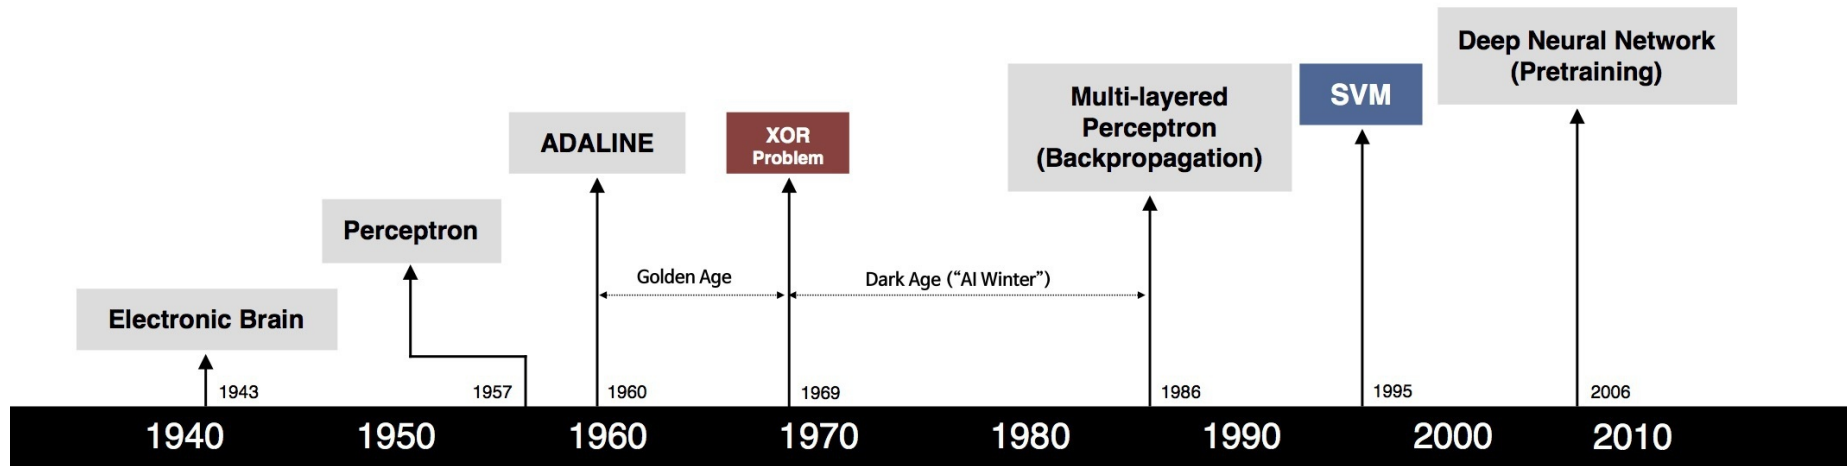 Deep Neural Network
(Pretraining)
Multi-layered
Perceptron
(Backpropagation)
SVM
ADALINE
XOR
Problem
Perceptron
Golden Age
Dark Age (“AI Winter”)
Electronic Brain
1943
1957
1960
1969
1986
1995
2006
1940
1950
1960
1970
1980
1990
2000
2010